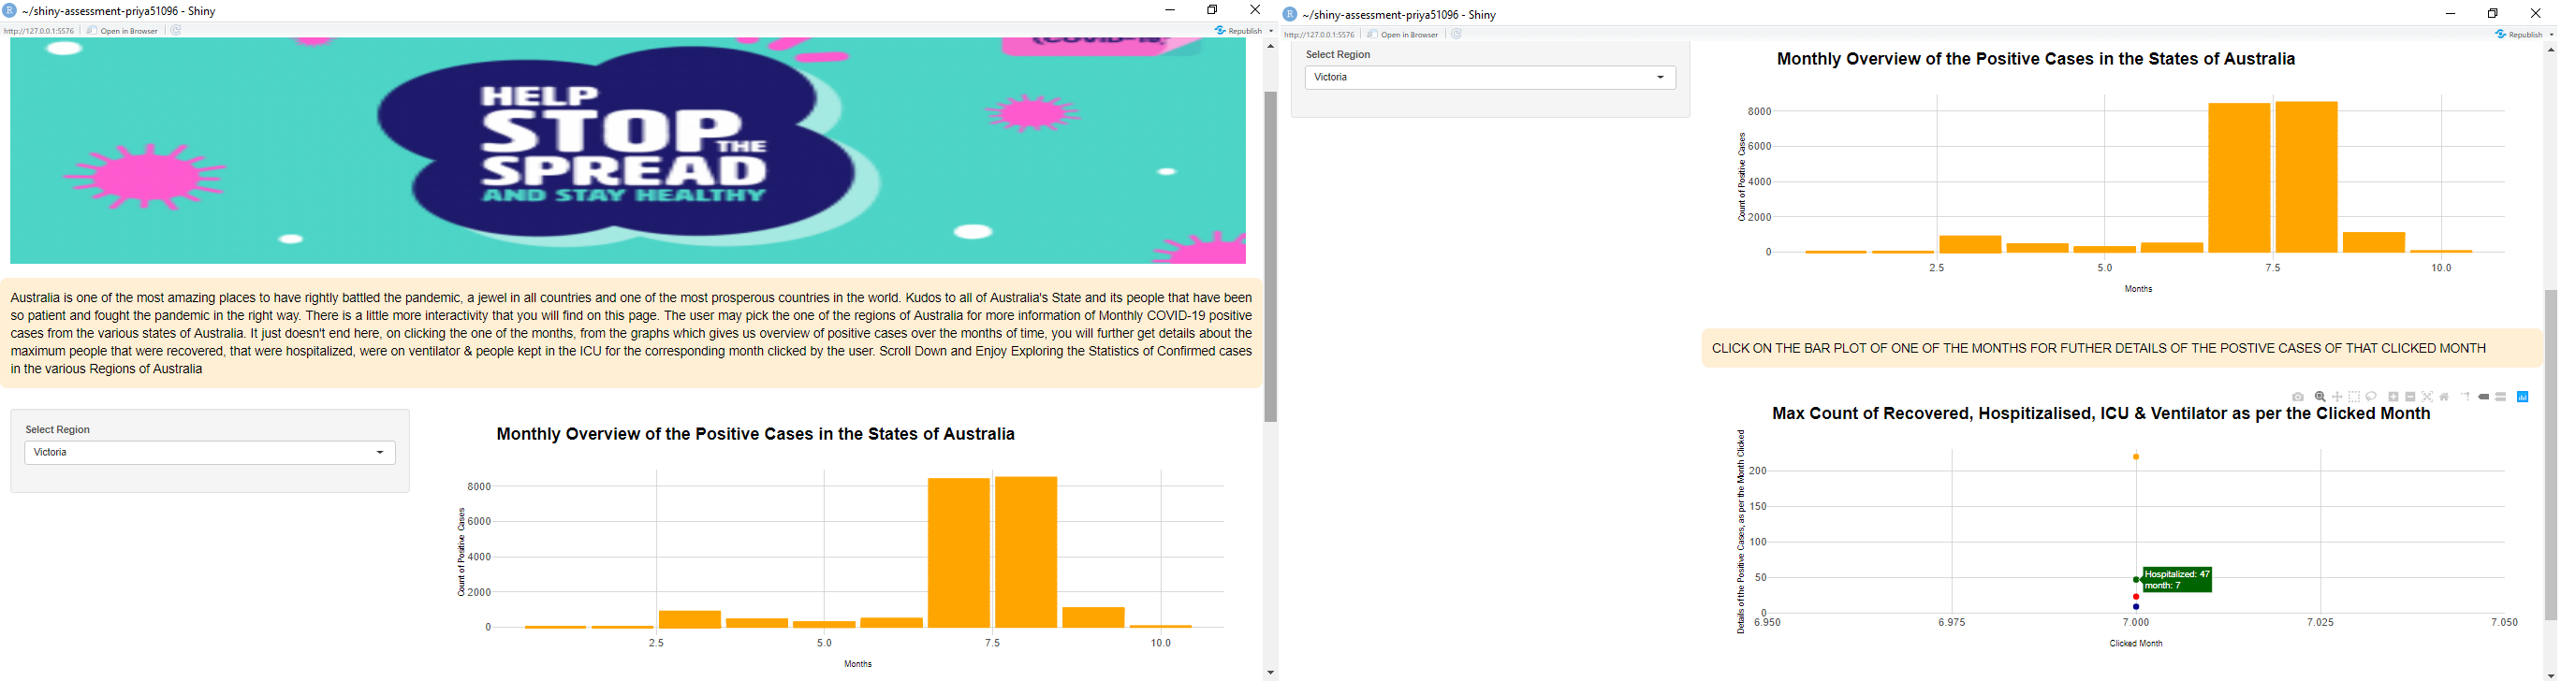 ~/shiny-assessment-priya51096 - Shiny
http://127.0.0.1:5576
Open in Browser
Republish
HELP
STOP
THE
SPREAD
AND STAY HEALTHY
Australia is one of the most amazing places to have rightly battled the pandemic, a jewel in all countries and one of the most prosperous countries in the world. Kudos to all of Australia's State and its people that have been
so patient and fought the pandemic in the right way. There is a little more interactivity that you will find on this page. The user may pick the one of the regions of Australia for more information of Monthly COVID-19 positive
cases from the various states of Australia. It just doesn't end here, on clicking the one of the months, from the graphs which gives us overview of positive cases over the months of time, you will further get details about the
maximum people that were recovered, that were hospitalized, were on ventilator & people kept in the ICU for the corresponding month clicked by the user. Scroll Down and Enjoy Exploring the Statistics of Confirmed cases
in the various Regions of Australia
Select Region
Victoria
Monthly Overview of the Positive Cases in the States of Australia
Count of Positive Cases
8000
6000
4000
2000
0
2.5
5.0
7.5
10.0
Months
~/shiny-assessment-priya51096 - Shiny
http://127.0.0.1:5576
Open in Browser
Republish
Select Region
Victoria
Monthly Overview of the Positive Cases in the States of Australia
Count of Positive Cases
8000
6000
4000
2000
0
2.5
5.0
7.5
10.0
Months
CLICK ON THE BAR PLOT OF ONE OF THE MONTHS FOR FUTHER DETAILS OF THE POSTIVE CASES OF THAT CLICKED MONTH
Max Count of Recovered, Hospitizalised, ICU & Ventilator as per the Clicked Month
Details of the Positive Cases, as per the Month Clicked
200
150
100
50
0
Hospitalized: 47
month: 7
6.950
6.975
7.000
7.025
7.050
Clicked Month